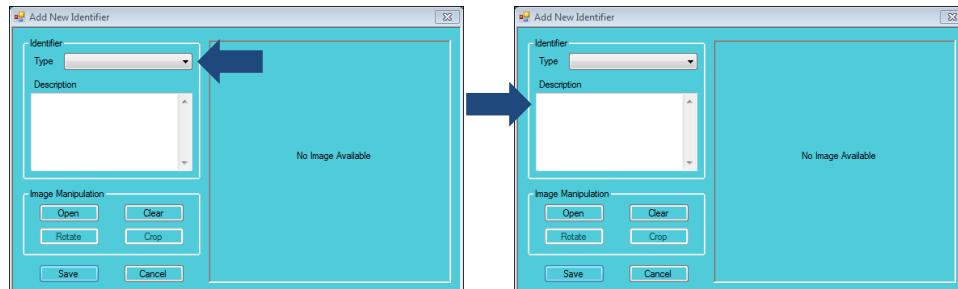 Add New Identifier
Identifier
Type
Description
No Image Available
Image Manipulation
Open Clear
Rotate Crop
Save Cancel
Add New Identifier
Identifier
Type
Description
No Image Available
Image Manipulation
Open Clear
Rotate Crop
Save Cancel